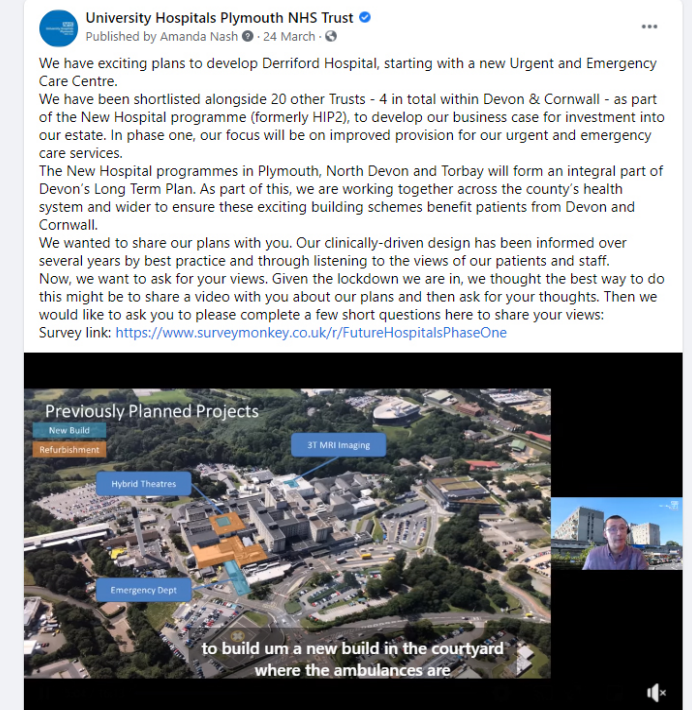 University Hospitals Plymouth NHS Trust
Published by Amanda Nash · 24 March ·
We have exciting plans to develop Derriford Hospital, starting with a new Urgent and Emergency
Care Centre.
We have been shortlisted alongside 20 other Trusts - 4 in total within Devon & Cornwall - as part
of the New Hospital programme (formerly HIP2), to develop our business case for investment into
our estate. In phase one, our focus will be on improved provision for our urgent and emergency
care services.
The New Hospital programmes in Plymouth, North Devon and Torbay will form an integral part of
Devon's Long Term Plan. As part of this, we are working together across the county's health
system and wider to ensure these exciting building schemes benefit patients from Devon and
Cornwall.
We wanted to share our plans with you. Our clinically-driven design has been informed over
several years by best practice and through listening to the views of our patients and staff.
Now, we want to ask for your views. Given the lockdown we are in, we thought the best way to do
this might be to share a video with you about our plans and then ask for your thoughts. Then we
would like to ask you to please complete a few short questions here to share your views:
Survey link: https://www.surveymonkey.co.uk/r/FutureHospitalsPhaseOne
Previously Planned Projects
New Build
Refurbishment
3T MRI Imaging
Hybrid Theatres
Emergency Dept
to build um a new build in the courtyard
where the ambulances are